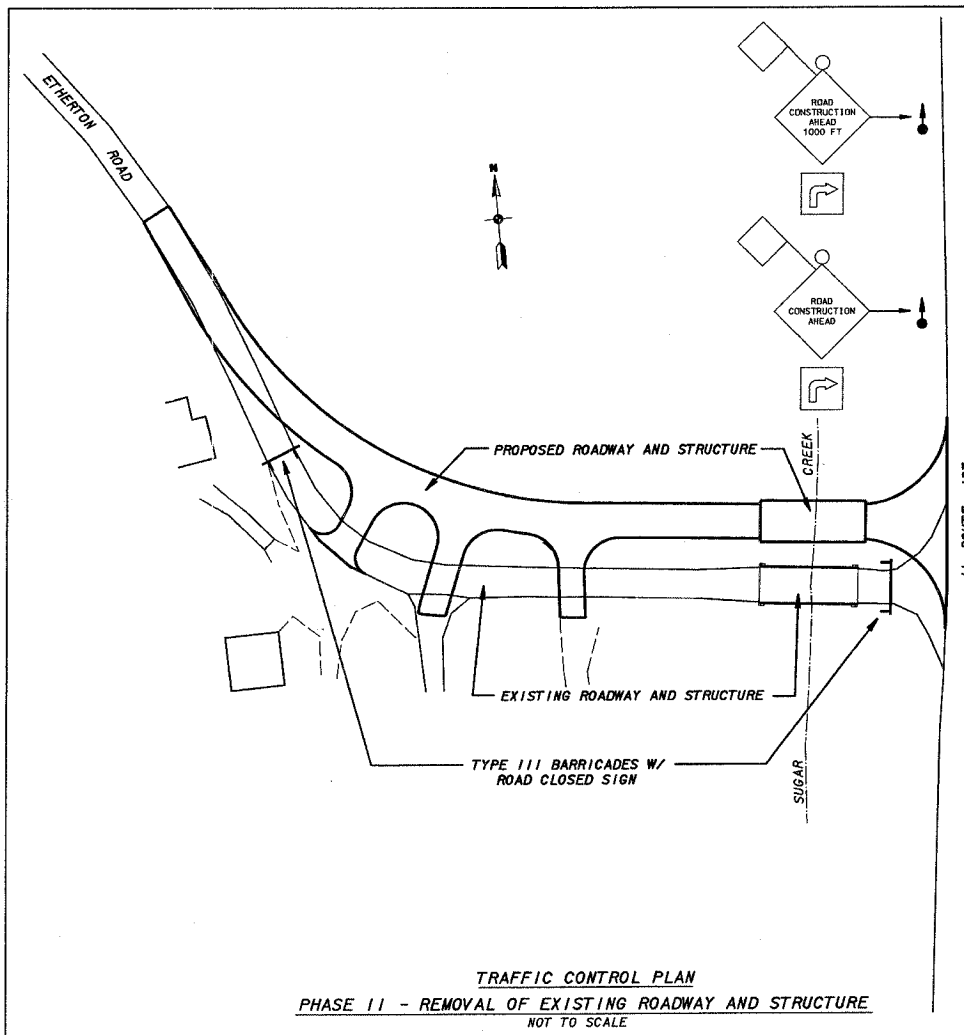 ETHERTON
ROAD
N
ROAD
CONSTRUCTION
AHEAD
1000 FT
ROAD
CONSTRUCTION
AHEAD
PROPOSED ROADWAY AND STRUCTURE
CREEK
EXISTING ROADWAY AND STRUCTURE
TYPE III BARRICADES W/
ROAD CLOSED SIGN
SUGAR
TRAFFIC CONTROL PLAN
PHASE II - REMOVAL OF EXISTING ROADWAY AND STRUCTURE
NOT TO SCALE